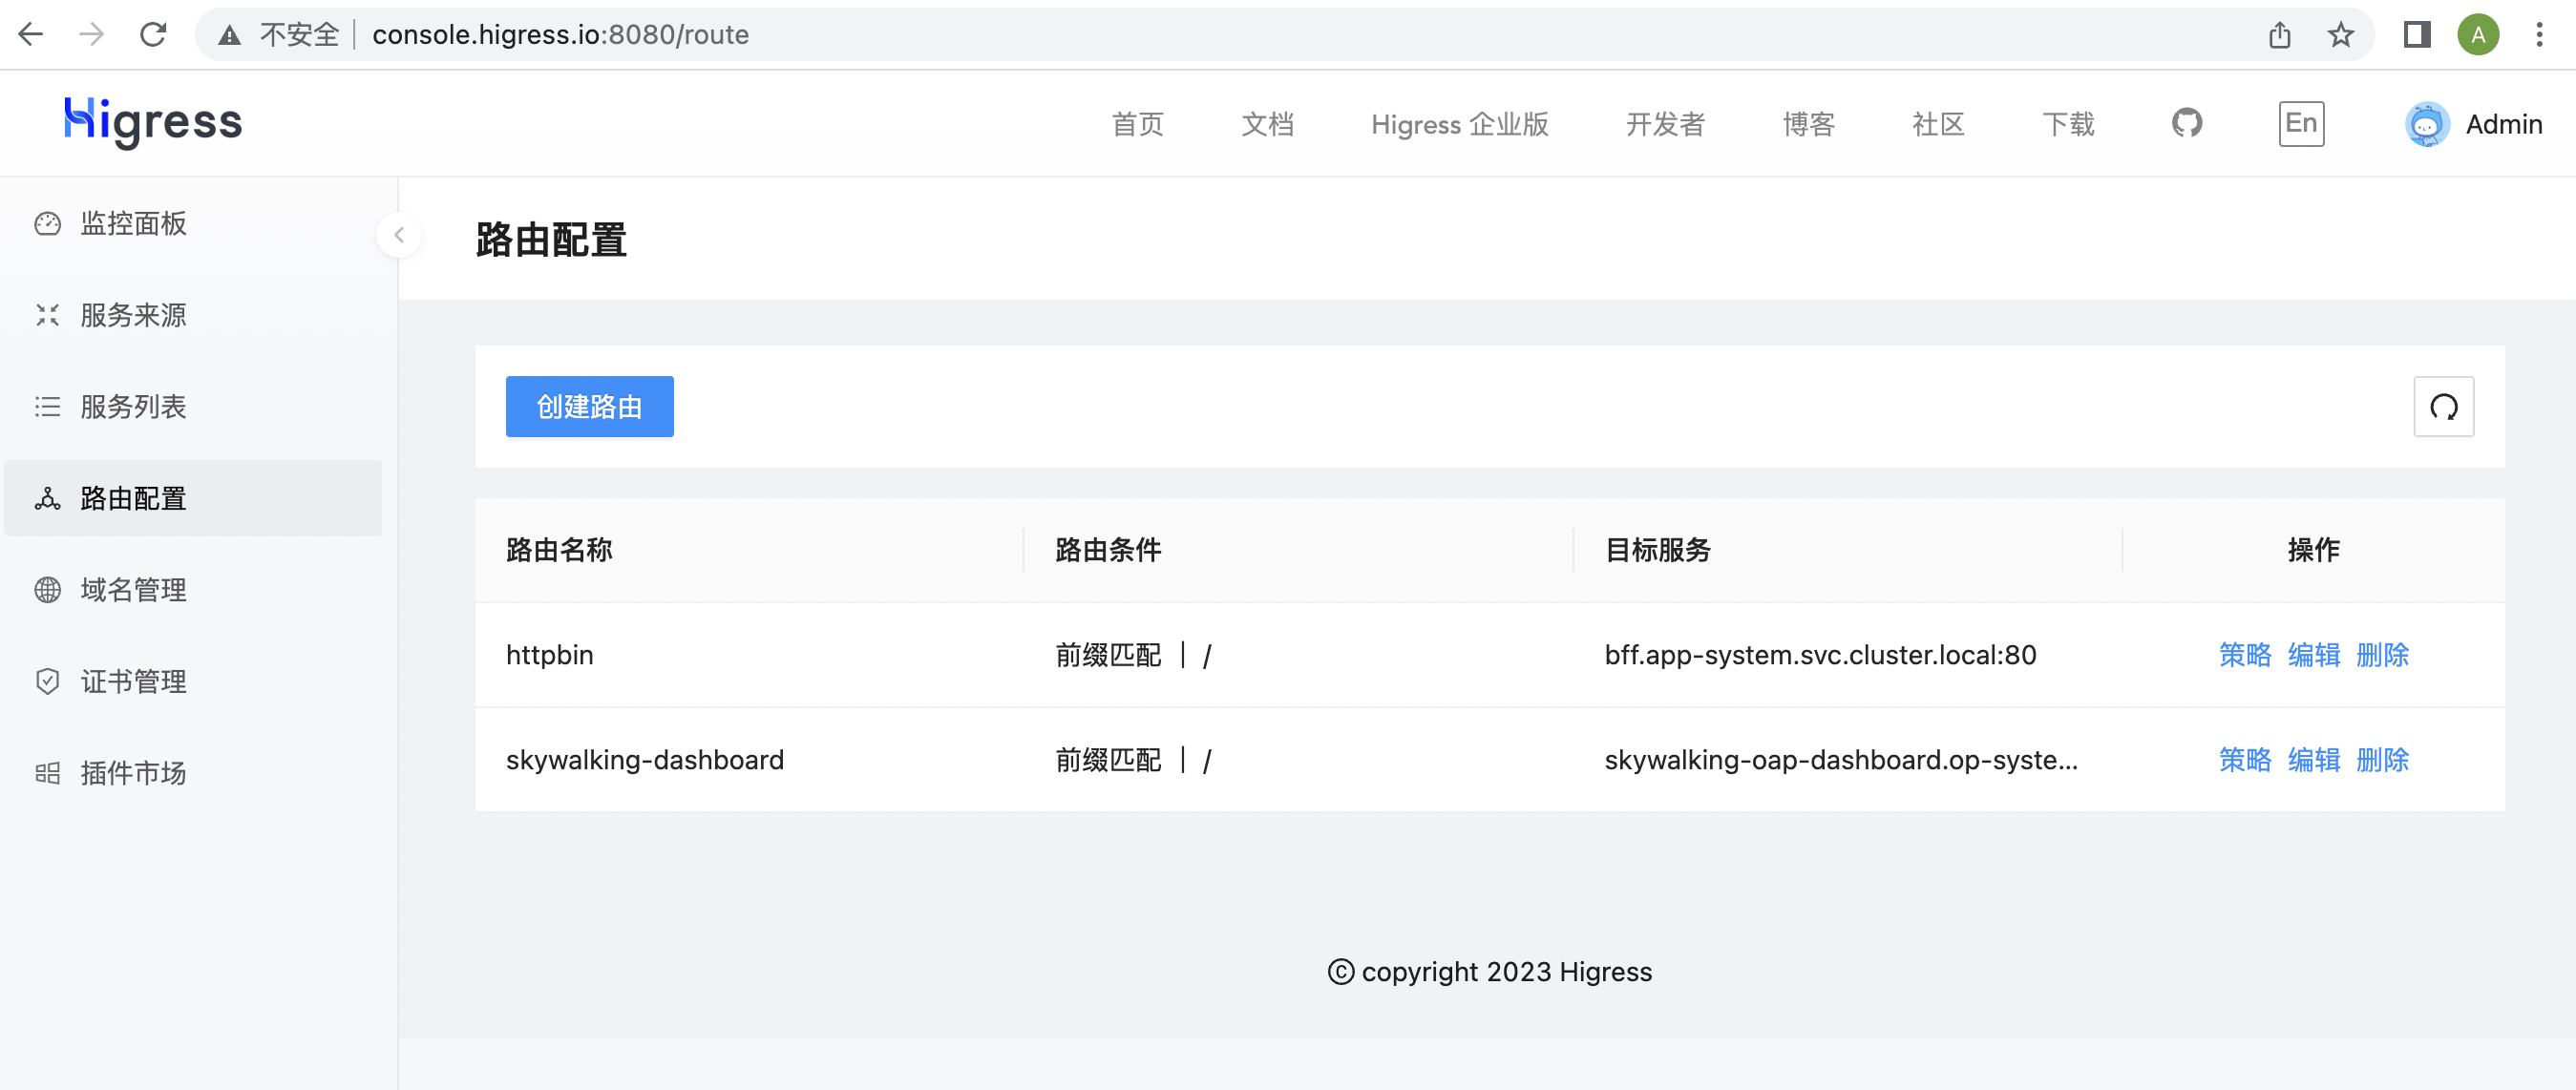 不安全 console.higress.io:8080/route A
Higress 首页 文档 Higress 企业版 开发者 博客 社区 下载 En Admin
监控面板
服务来源
服务列表
路由配置
域名管理
证书管理
插件市场
路由配置
创建路由
路由名称 路由条件 目标服务 操作
httpbin 前缀匹配 | / bff.app-system.svc.cluster.local:80 策略 编辑 删除
skywalking-dashboard 前缀匹配 | / skywalking-oap-dashboard.op-syste... 策略 编辑 删除
© copyright 2023 Higress